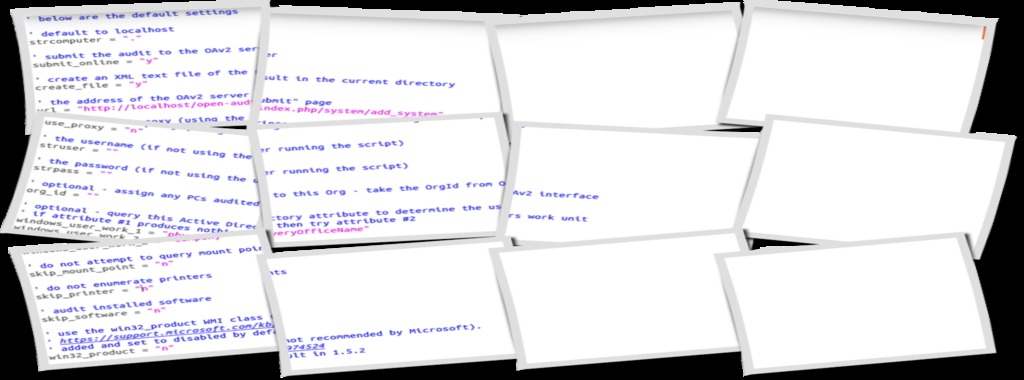 ' below are the default settings
' default to localhost
strcomputer = "."
' submit the audit to the OAv2 server
submit_online = "y"
' create an XML text file of the result in the current directory
create_file = "y"
' the address of the OAv2 server submit" page
url = "http://localhost/open-audit/index.php/system/add_system"
(using the
use_proxy = "n"
' the username (if not using the user running the script)
struser = ""
' the password (if not using the user running the script)
strpass = ""
' optional - assign any PCs audited to this Org - take the OrgId from OAv2 interface
org_id = ""
' optional - query this Active Directory attribute to determine the users work unit
' if attribute #1 produces nothing then try attribute #2
windows_user_work_1 =
' do not attempt to query mount points
skip_mount_point = "n"
' do not enumerate printers
skip_printer = "n"
' audit installed software
skip_software = "n"
' use the win32_product WMI class (not recommended by Microsoft).
' https://support.microsoft.com/kb/974524
' added and set to disabled by default in 1.5.2
win32_product = "n"